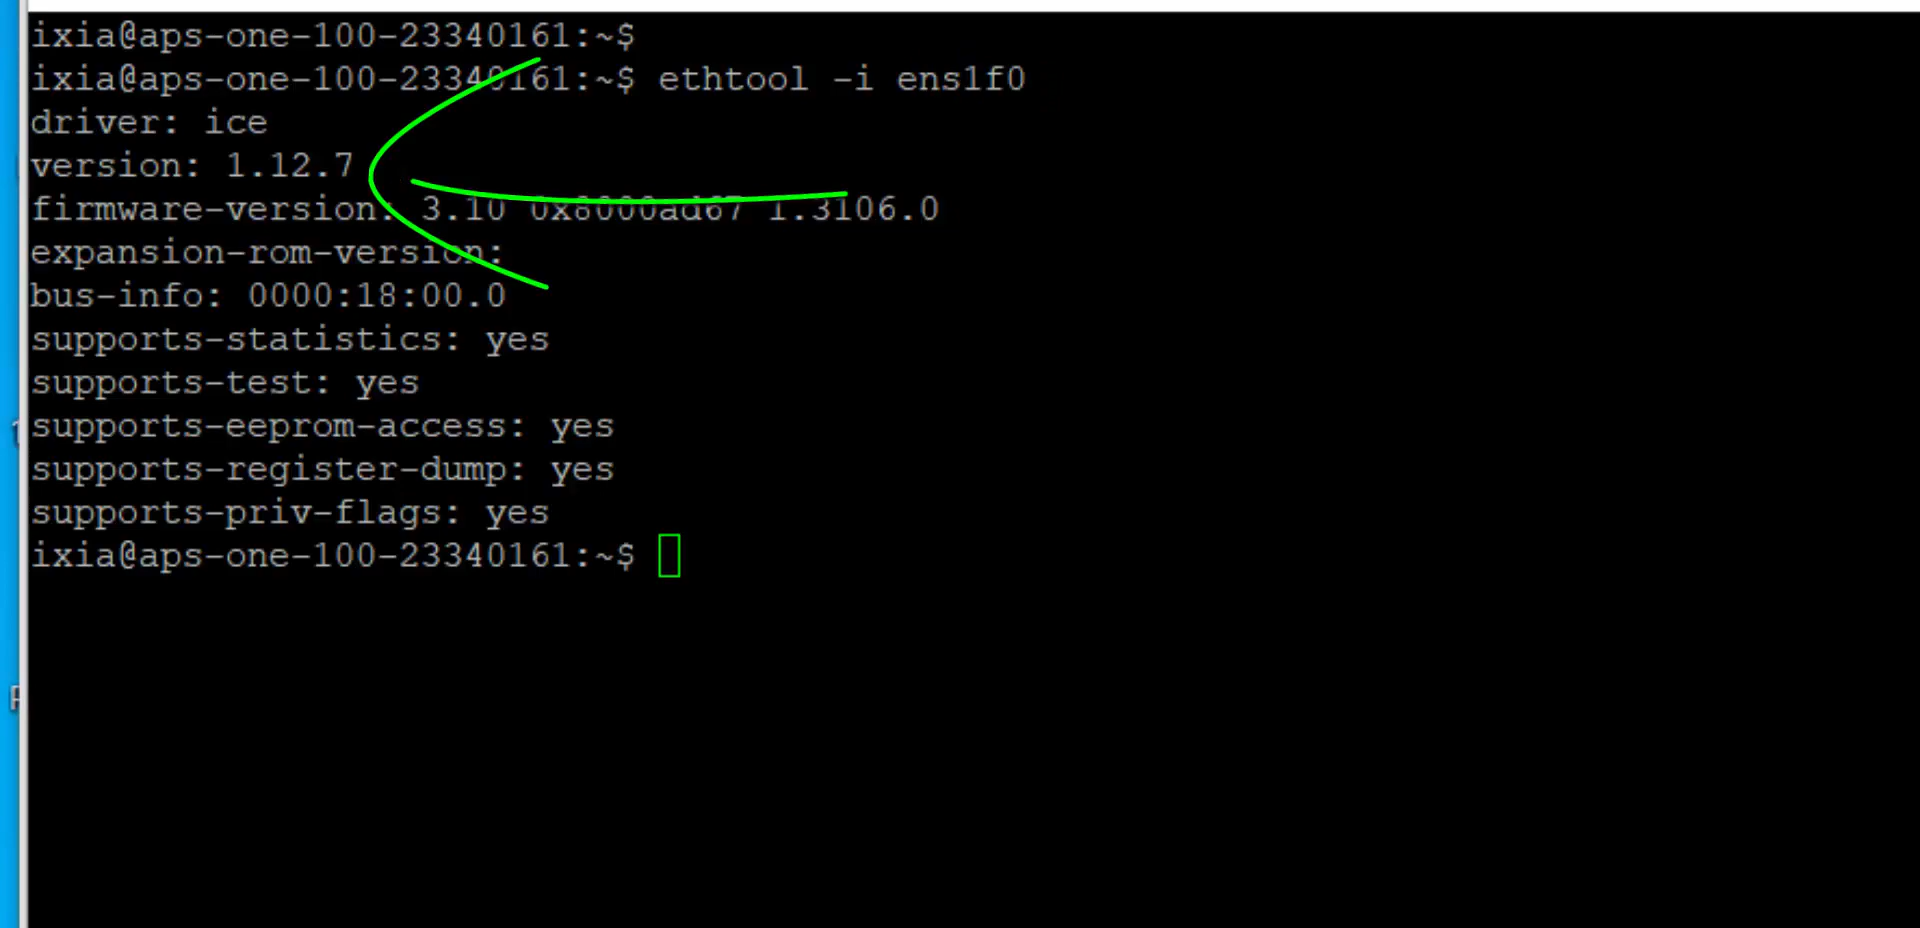 ixia@aps-one-100-23340161:~$
ixia@aps-one-100-23340161:~$ ethtool -i ens1f0
driver: ice
version: 1.12.7
firmware-version: 3.10 0x8000ad67 1.3106.0
expansion-rom-version:
bus-info: 0000:18:00.0
supports-statistics: yes
supports-test: yes
supports-eeprom-access: yes
supports-register-dump: yes
supports-priv-flags: yes
ixia@aps-one-100-23340161:~$